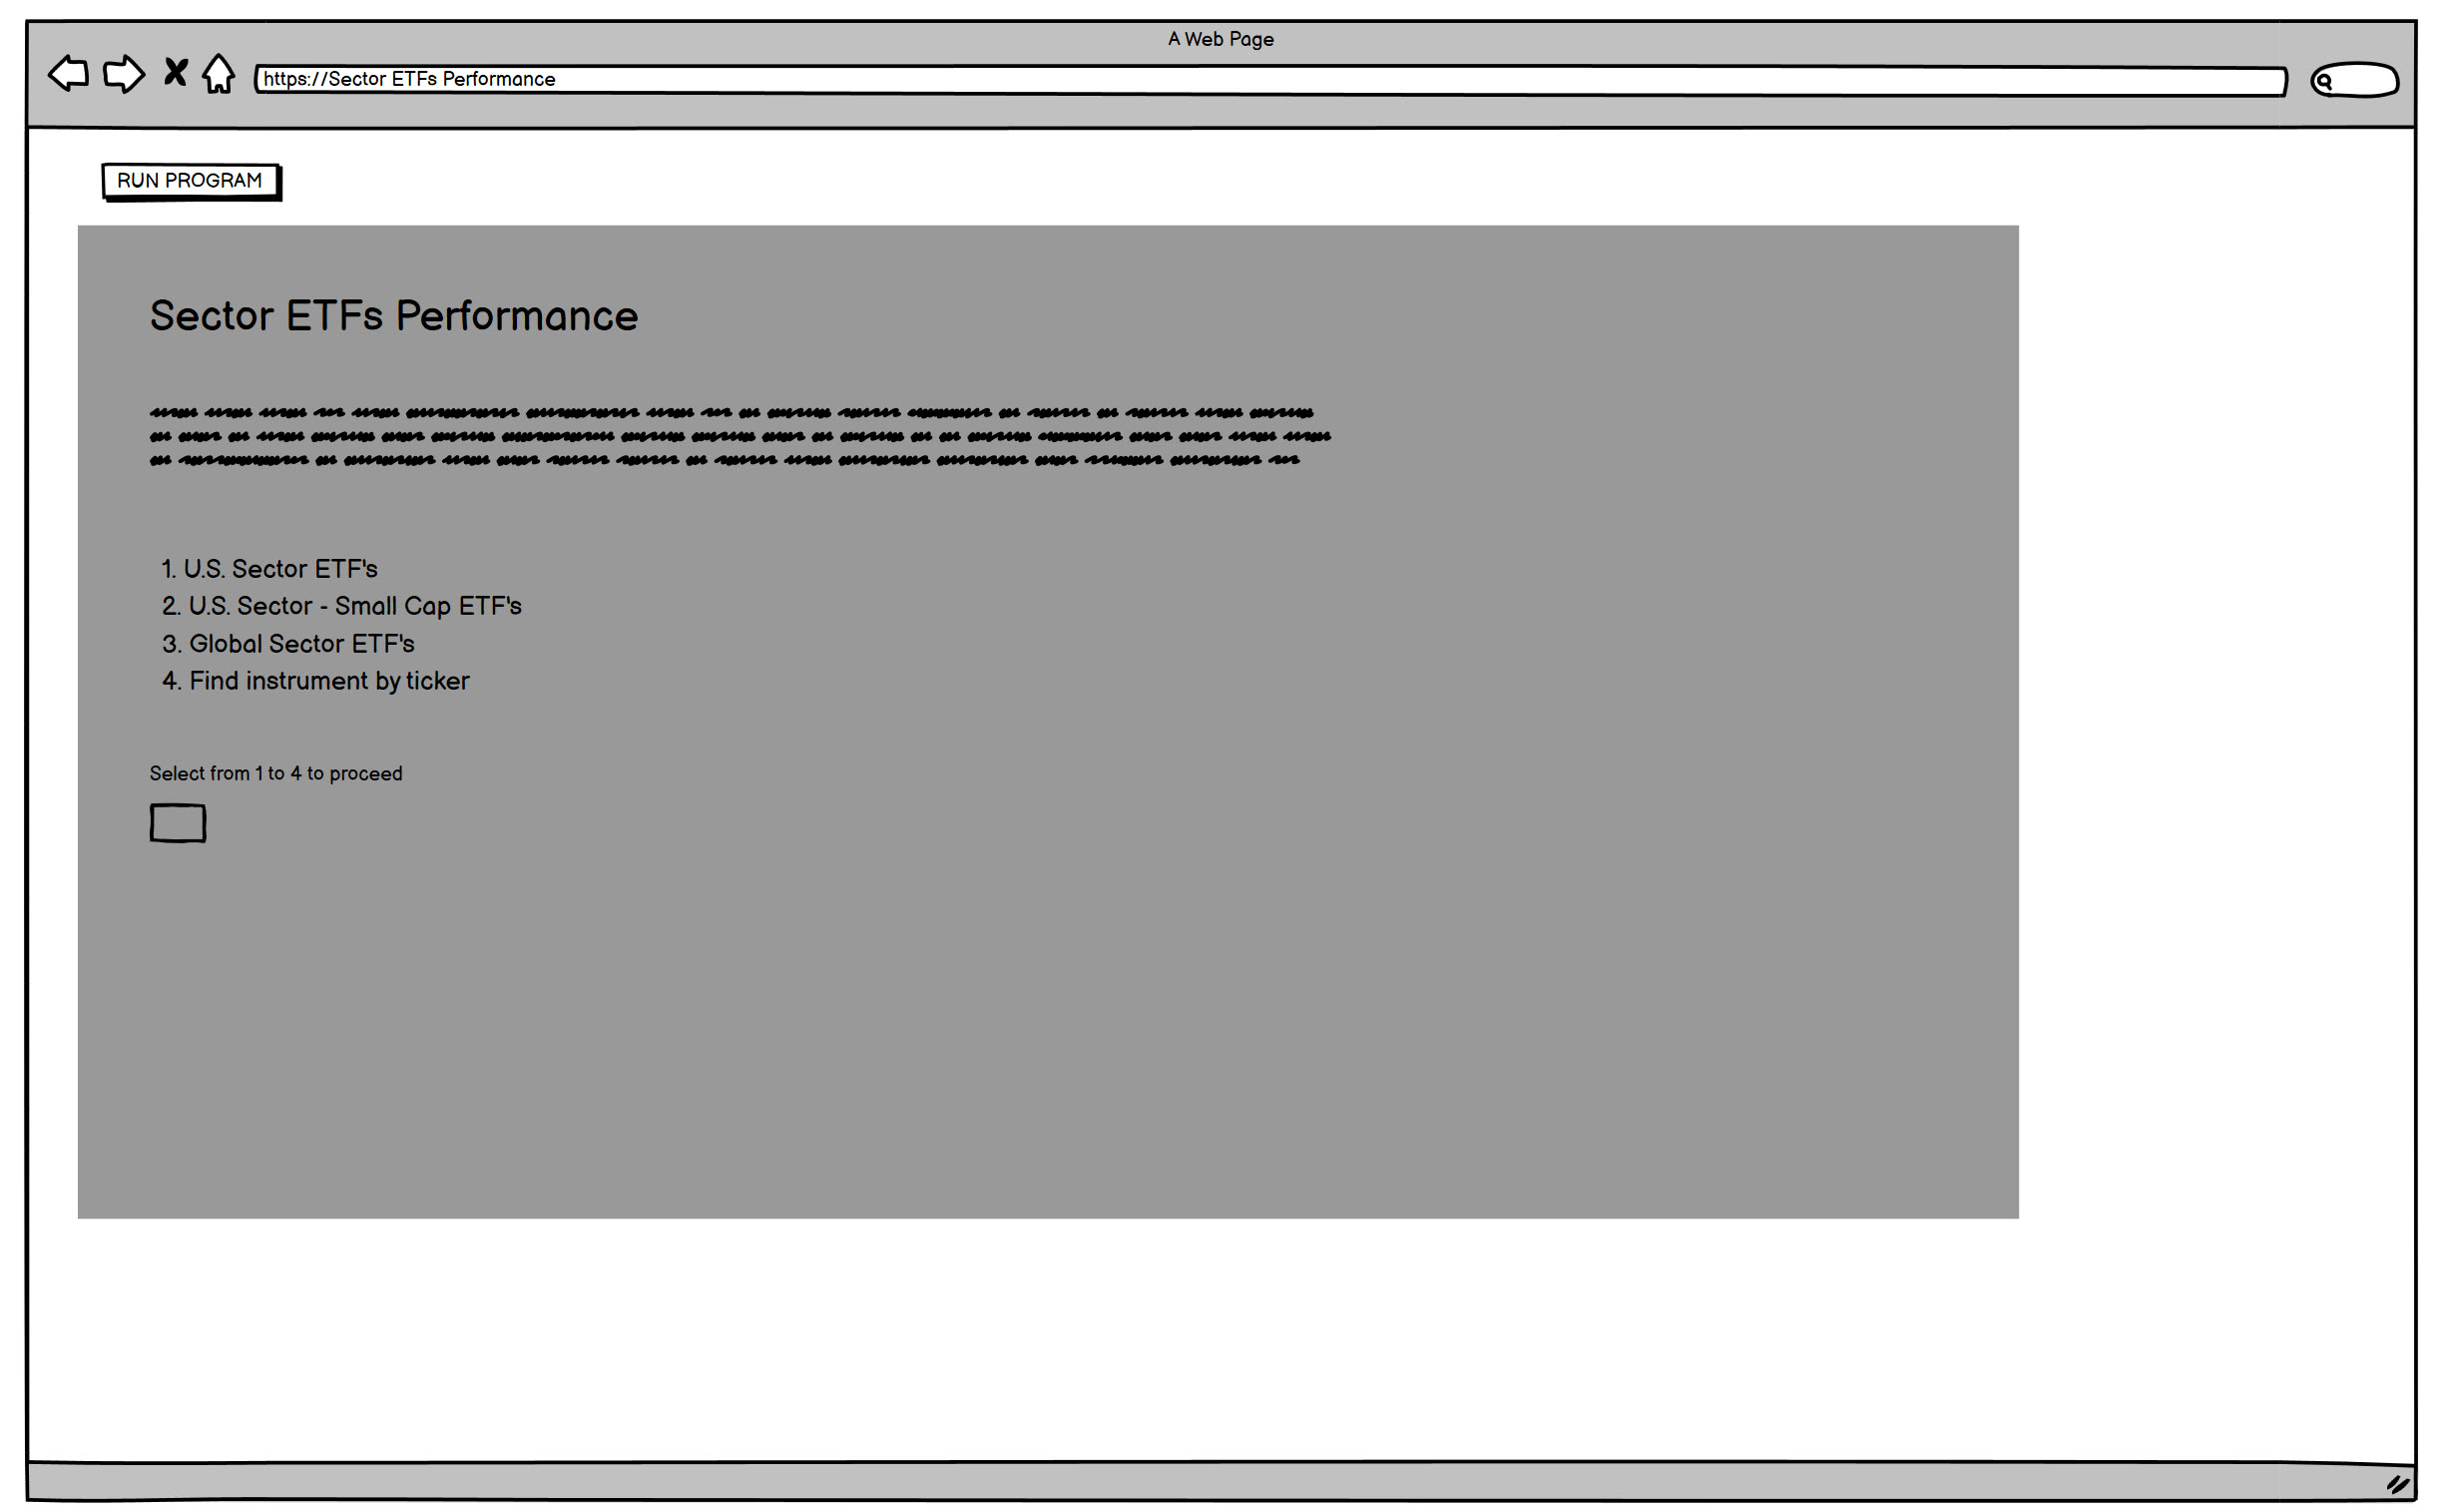 A Web Page
https://Sector ETFs Performance
RUN PROGRAM
Sector ETFs Performance
1. U.S. Sector ETF's
2. U.S. Sector - Small Cap ETF's
3. Global Sector ETF's
4. Find instrument by ticker
Select from 1 to 4 to proceed